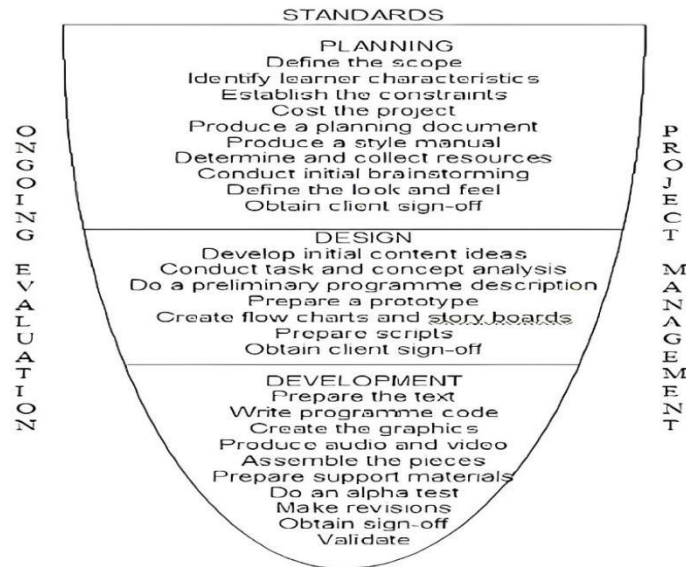 STANDARDS
PLANNING
Define the scope
Identify learner characteristics
Establish the constraints
Cost the project
Produce a planning document
Produce a style manual
Determine and collect resources
Conduct initial brainstorming
Define the look and feel
Obtain client sign-off
DESIGN
Develop initial content ideas
Conduct task and concept analysis
Do a preliminary programme description
Prepare a prototype
Create flow charts and story boards
Prepare scripts
Obtain client sign-off
DEVELOPMENT
Prepare the text
Write programme code
Create the graphics
Produce audio and video
Assemble the pieces
Prepare support materials
Do an alpha test
Make revisions
Obtain sign-off
Validate
ONGOING EVALUATION
PROJECT MANAGEMENT